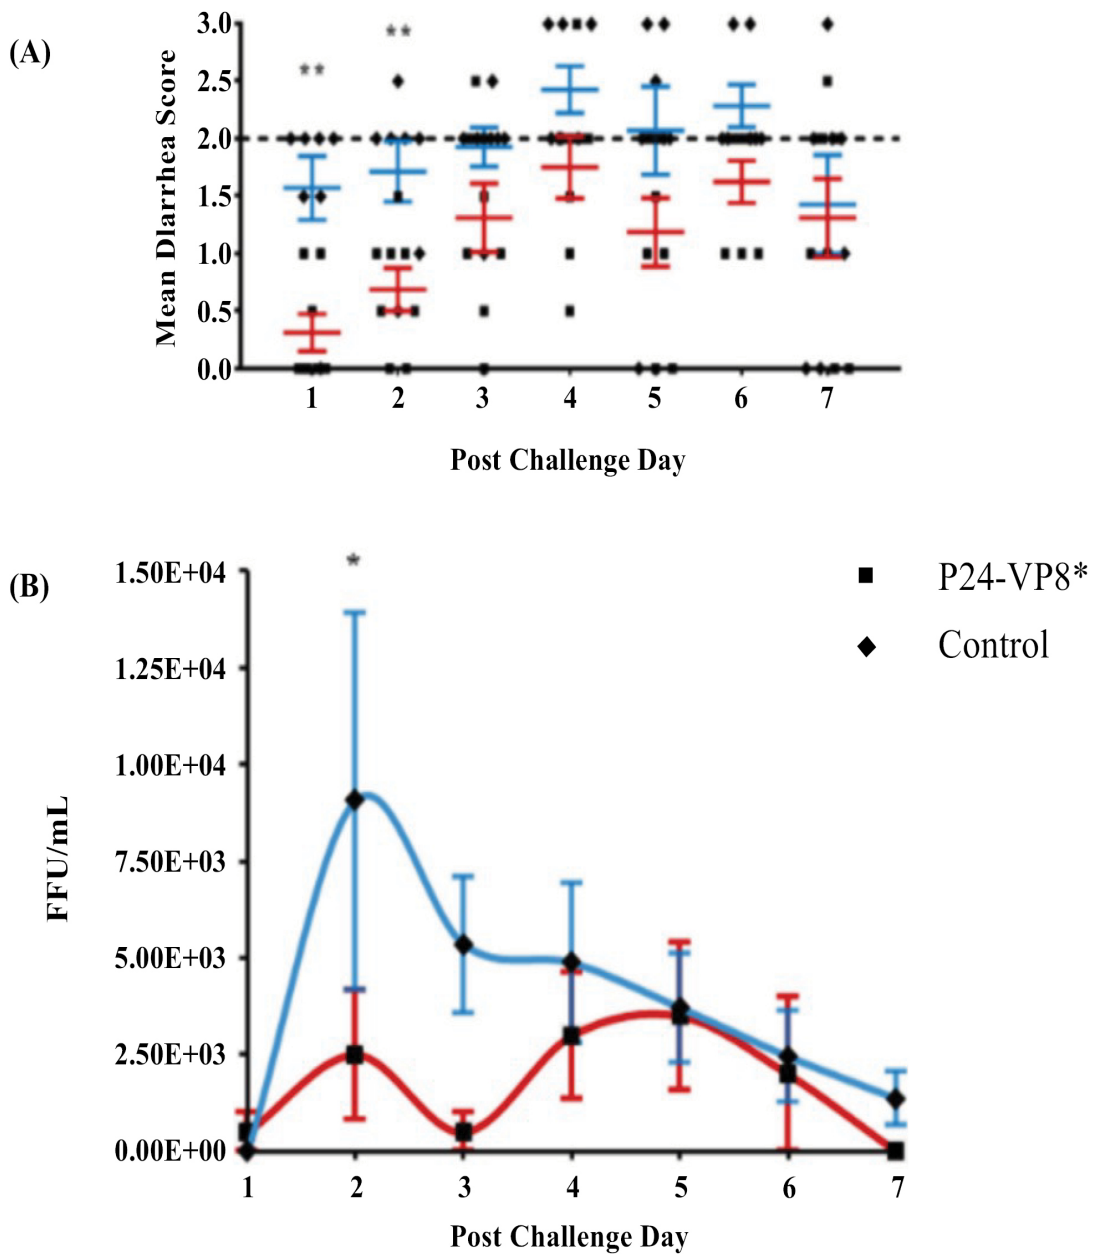 (A)
Mean DIarrhea Score
3.0
2.5
2.0
1.5
1.0
0.5
0.0
**
**
1 2 3 4 5 6 7
Post Challenge Day
(B)
FFU/mL
1.50E+04
1.25E+04
1.00E+04
7.50E+03
5.00E+03
2.50E+03
0.00E+00
*
1 2 3 4 5 6 7
Post Challenge Day
P24-VP8*
Control